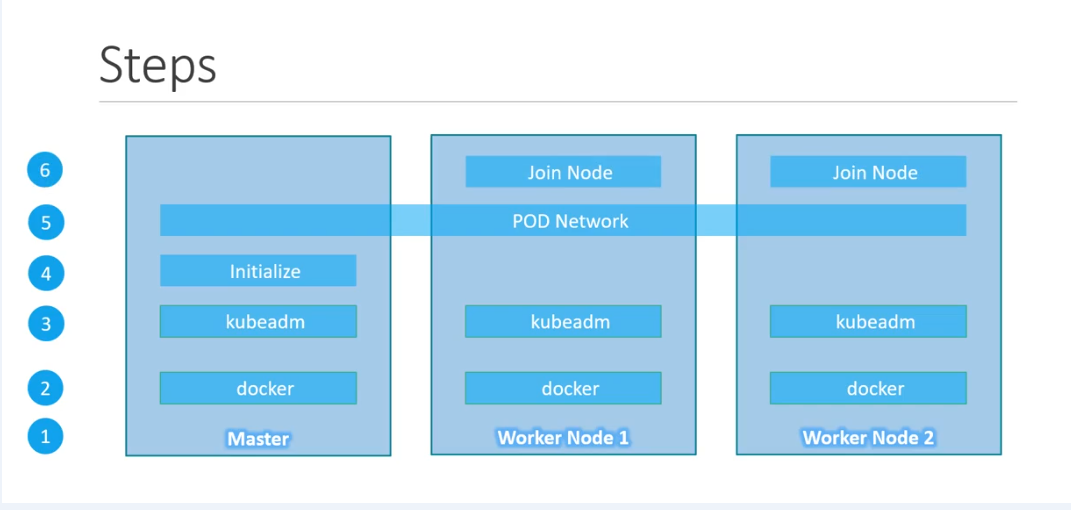 Steps
6
Join Node
Join Node
5
POD Network
4
Initialize
3
kubeadm
kubeadm
kubeadm
2
docker
docker
docker
1
Master
Worker Node 1
Worker Node 2